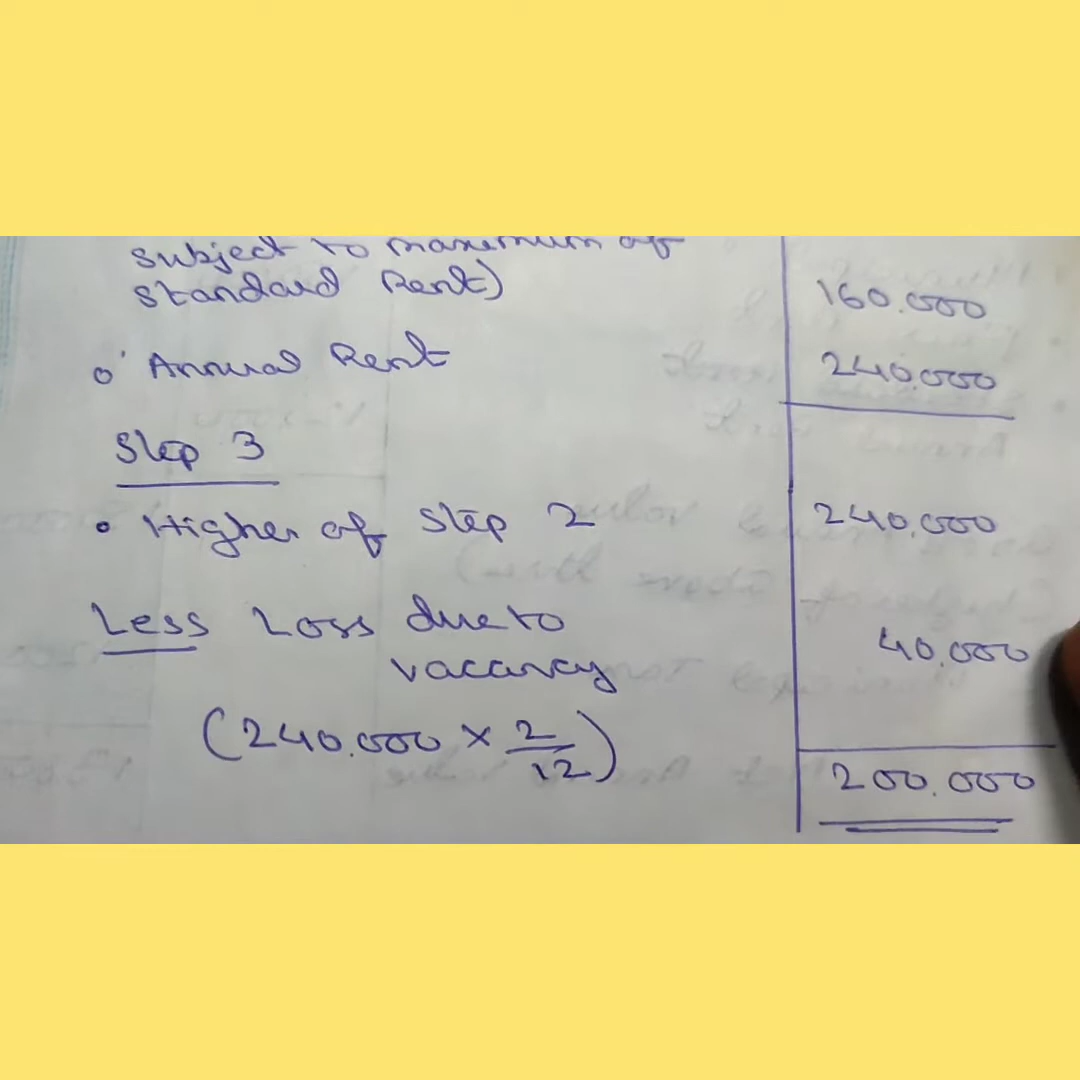 subject to maximum of
standard Rent) 160.000
o Annual Rent 240.000
Step 3
• Higher of Step 2 240.000
Less Loss due to
vacancy 40.000
(240.000 × 2/12)
200.000